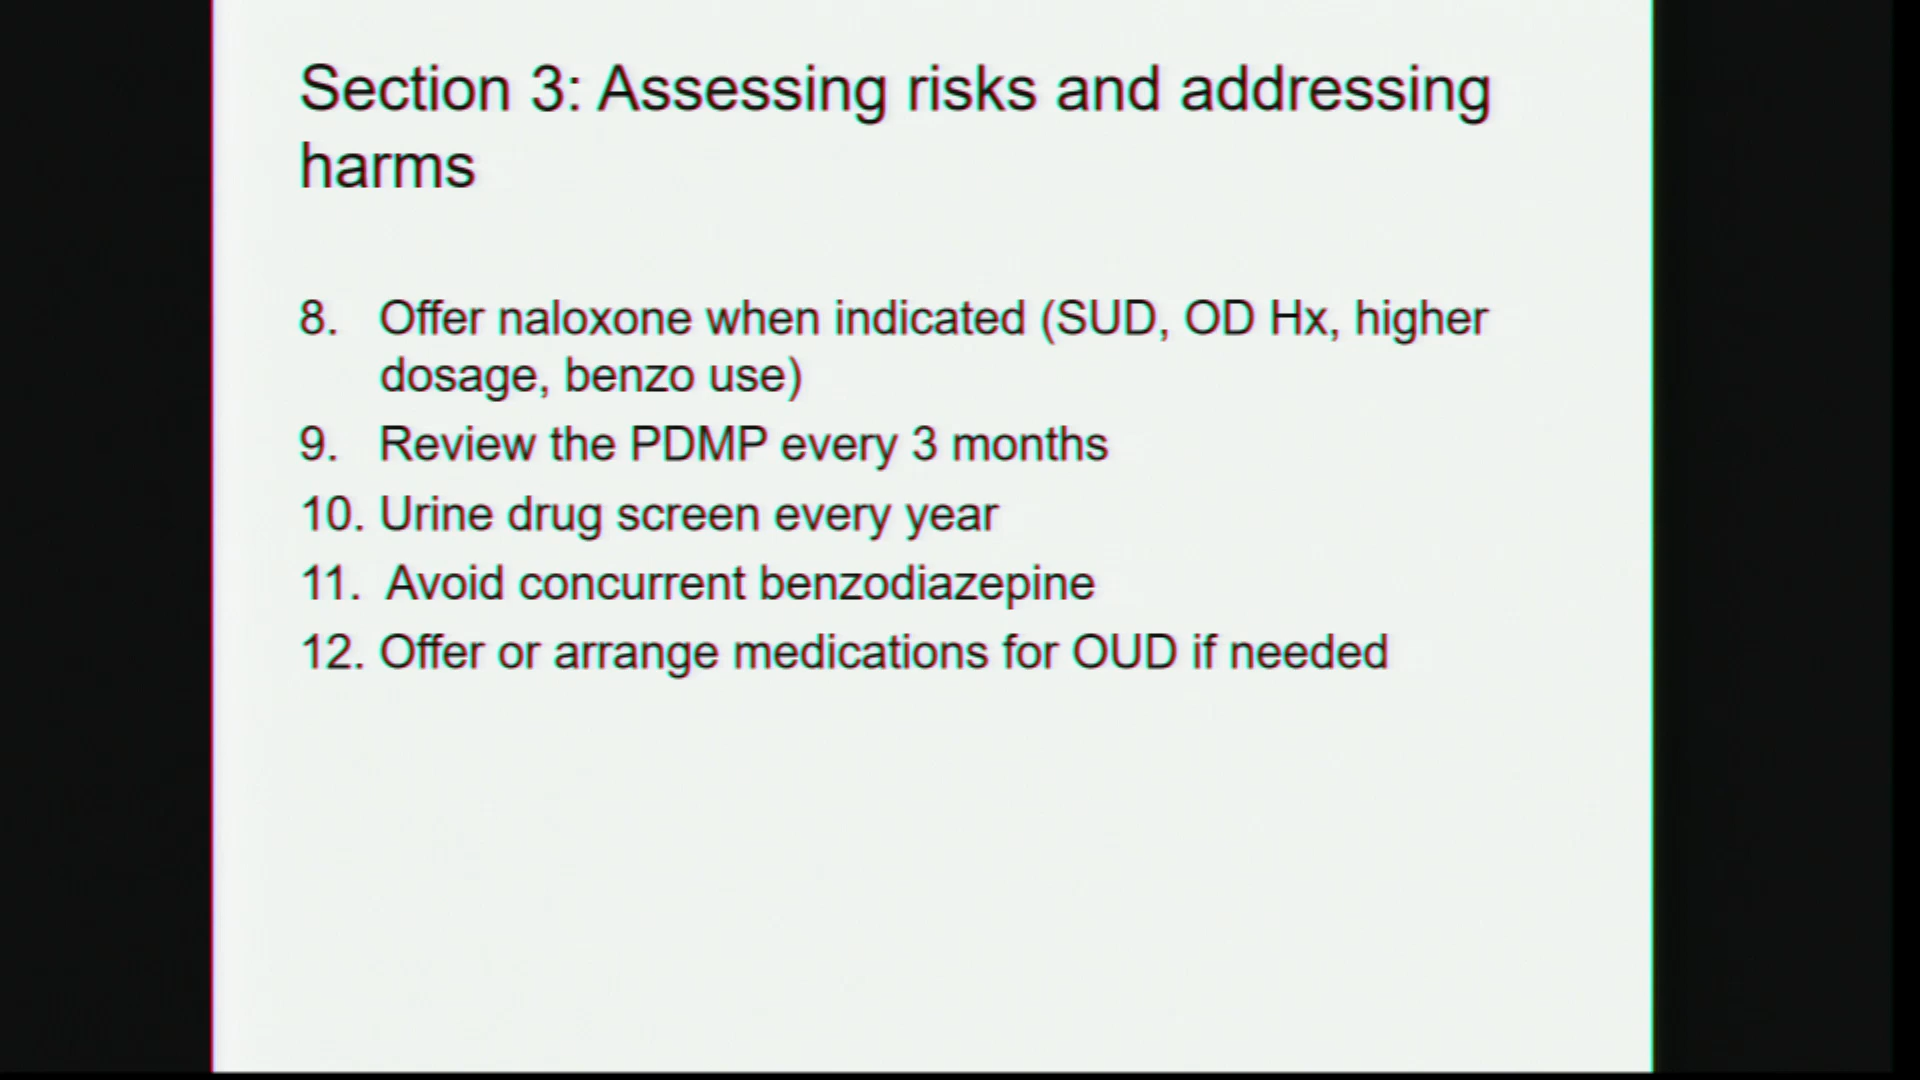 Section 3: Assessing risks and addressing
harms
8. Offer naloxone when indicated (SUD, OD Hx, higher
dosage, benzo use)
9. Review the PDMP every 3 months
10. Urine drug screen every year
11. Avoid concurrent benzodiazepine
12. Offer or arrange medications for OUD if needed